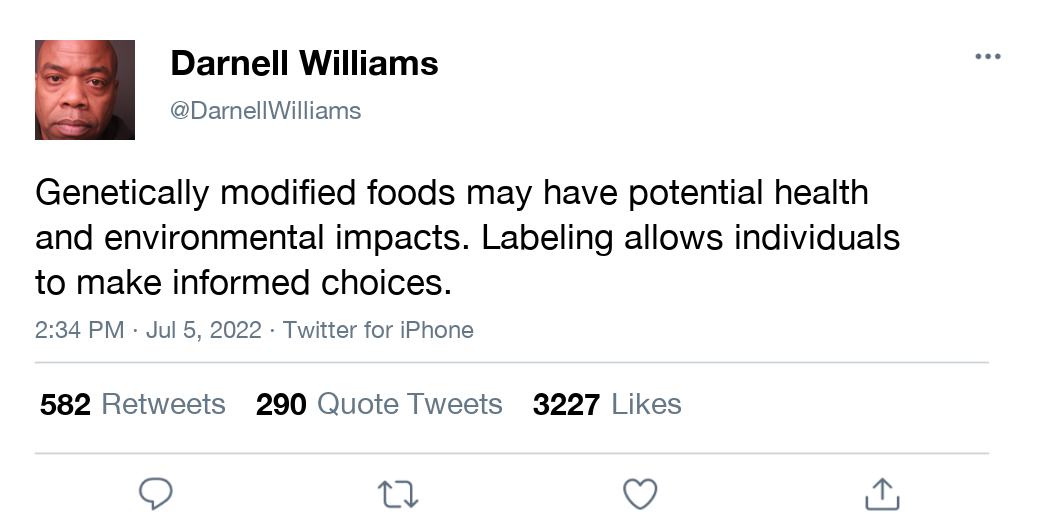 Darnell Williams
@DarnellWilliams
Genetically modified foods may have potential health
and environmental impacts. Labeling allows individuals
to make informed choices.
2:34 PM · Jul 5, 2022 · Twitter for iPhone
582 Retweets 290 Quote Tweets 3227 Likes